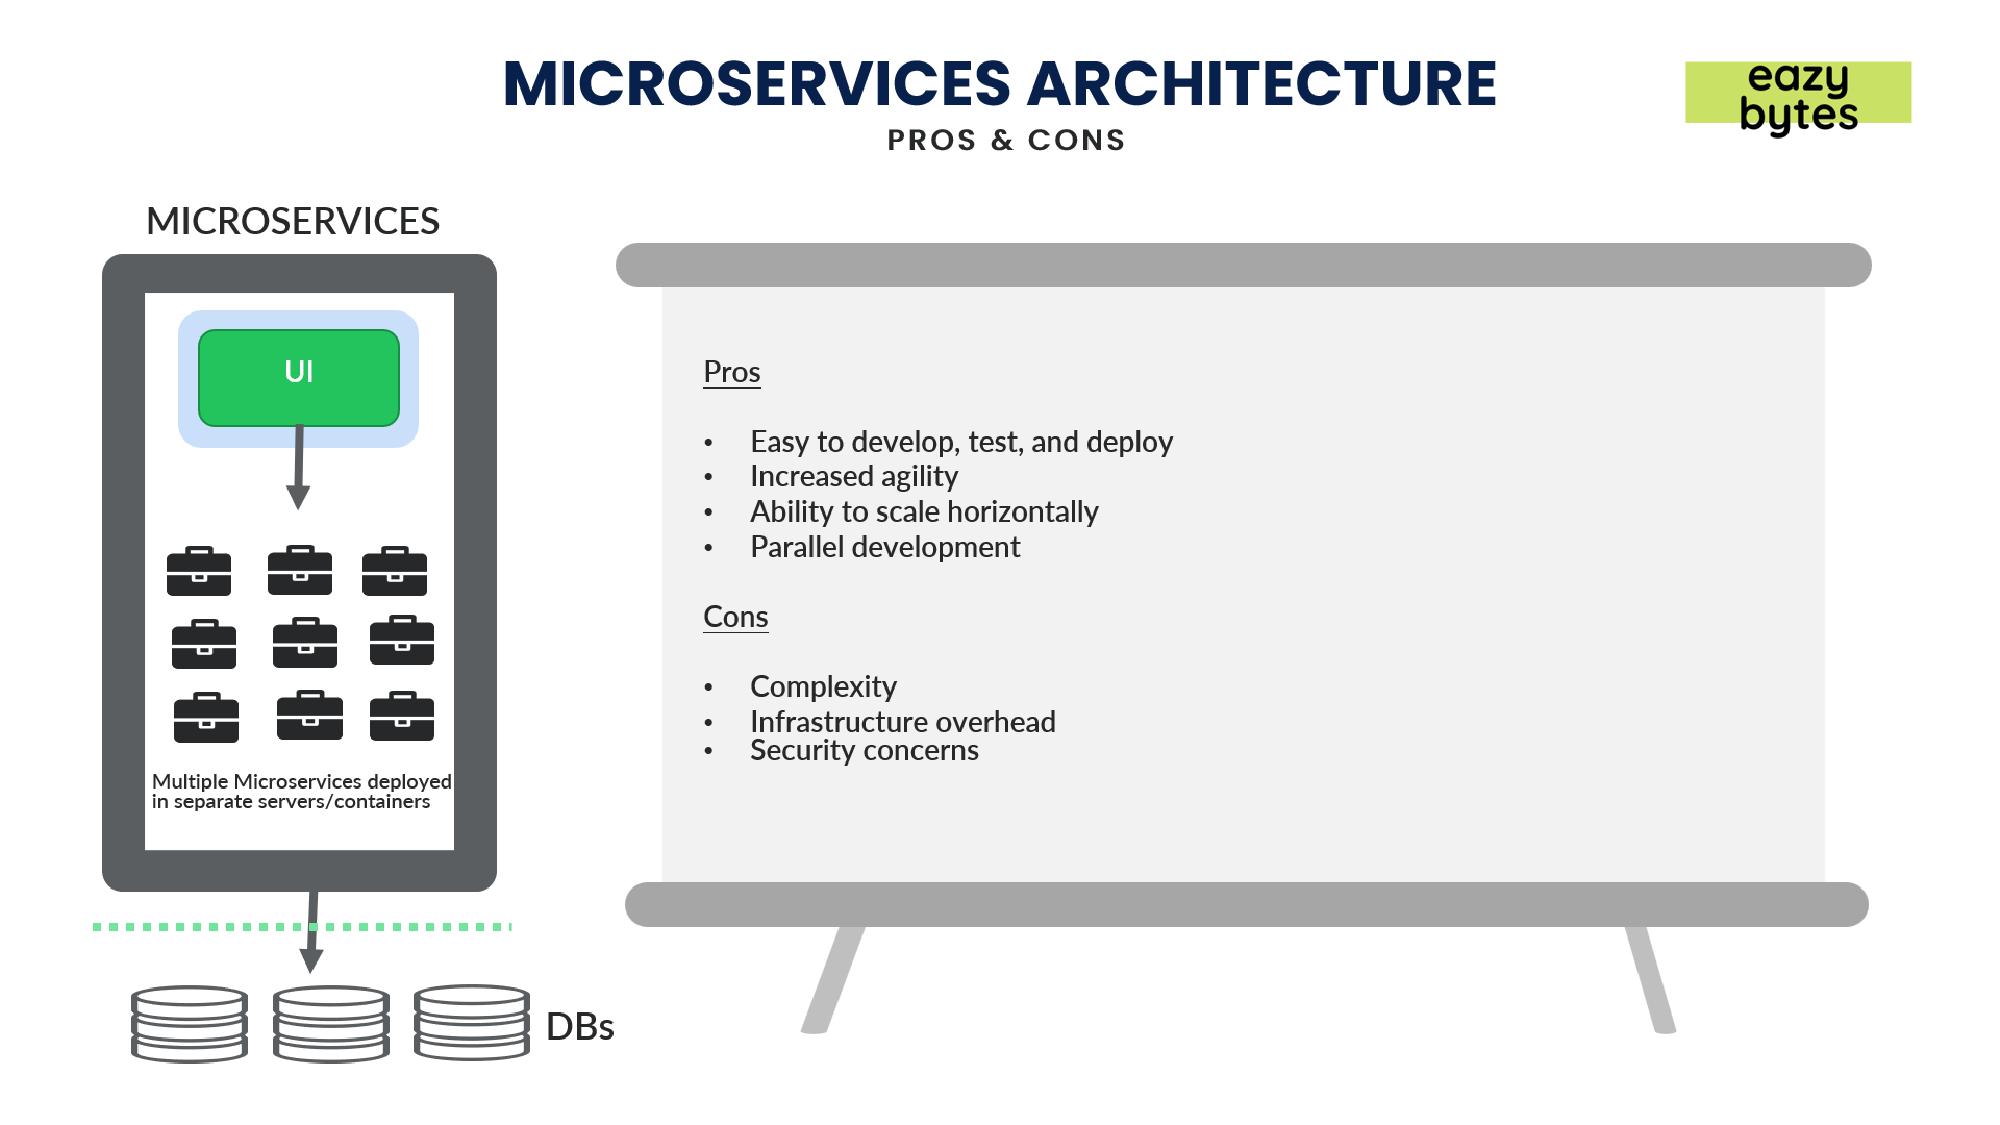 MICROSERVICES ARCHITECTURE
PROS & CONS
eazy
bytes
MICROSERVICES
UI
Multiple Microservices deployed
in separate servers/containers
DBs
Pros
• Easy to develop, test, and deploy
• Increased agility
• Ability to scale horizontally
• Parallel development
Cons
• Complexity
• Infrastructure overhead
• Security concerns